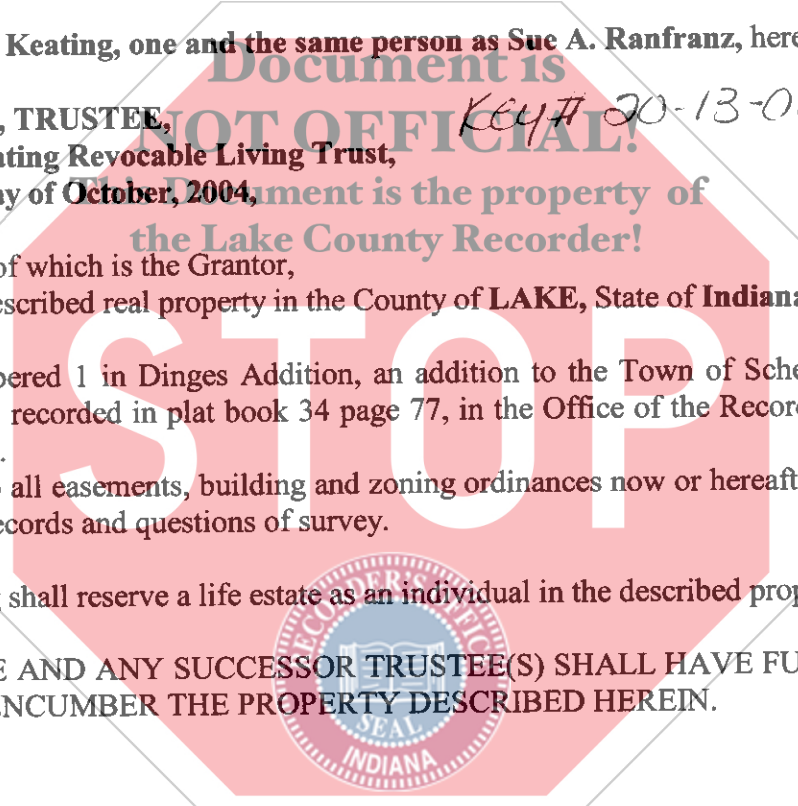 Keating, one and the same person as Sue A. Ranfranz, here
Document is
, TRUSTEE,
KEY# 20-13-0
NOT OFFICIAL!
ating Revocable Living Trust,
ay of October, 2004,
This Document is the property of
the Lake County Recorder!
of which is the Grantor,
escribed real property in the County of LAKE, State of Indiana
STOP
bered 1 in Dinges Addition, an addition to the Town of Sche
recorded in plat book 34 page 77, in the Office of the Record
.
all easements, building and zoning ordinances now or hereaft
ecords and questions of survey.
shall reserve a life estate as an individual in the described prop
RECORDER'S OFFICE
E AND ANY SUCCESSOR TRUSTEE(S) SHALL HAVE FU
ENCUMBER THE PROPERTY DESCRIBED HEREIN.
SEAL
INDIANA